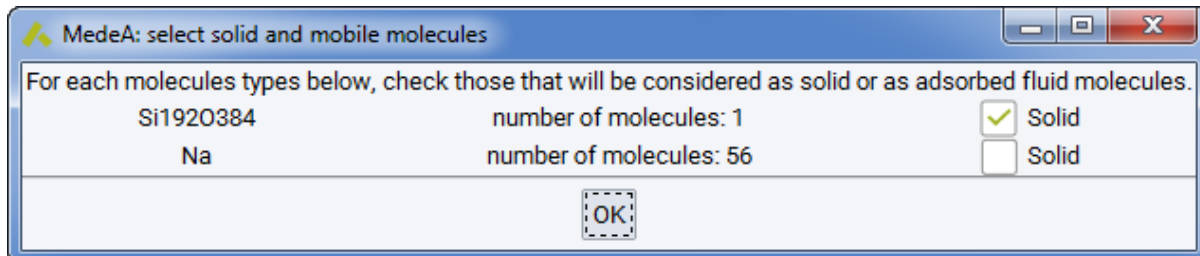 MedeA: select solid and mobile molecules
For each molecules types below, check those that will be considered as solid or as adsorbed fluid molecules.
Si192O384 number of molecules: 1 Solid
Na number of molecules: 56 Solid
OK